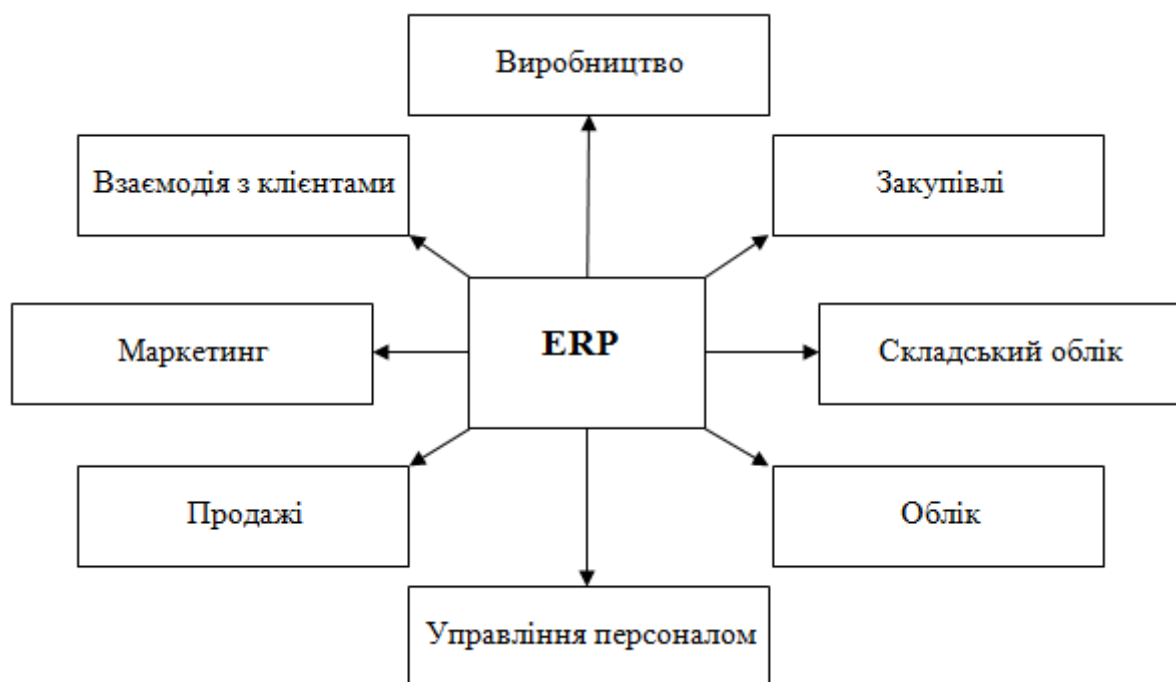 Виробництво
Взаємодія з клієнтами
Закупівлі
Маркетинг
ERP
Складський облік
Продажі
Облік
Управління персоналом